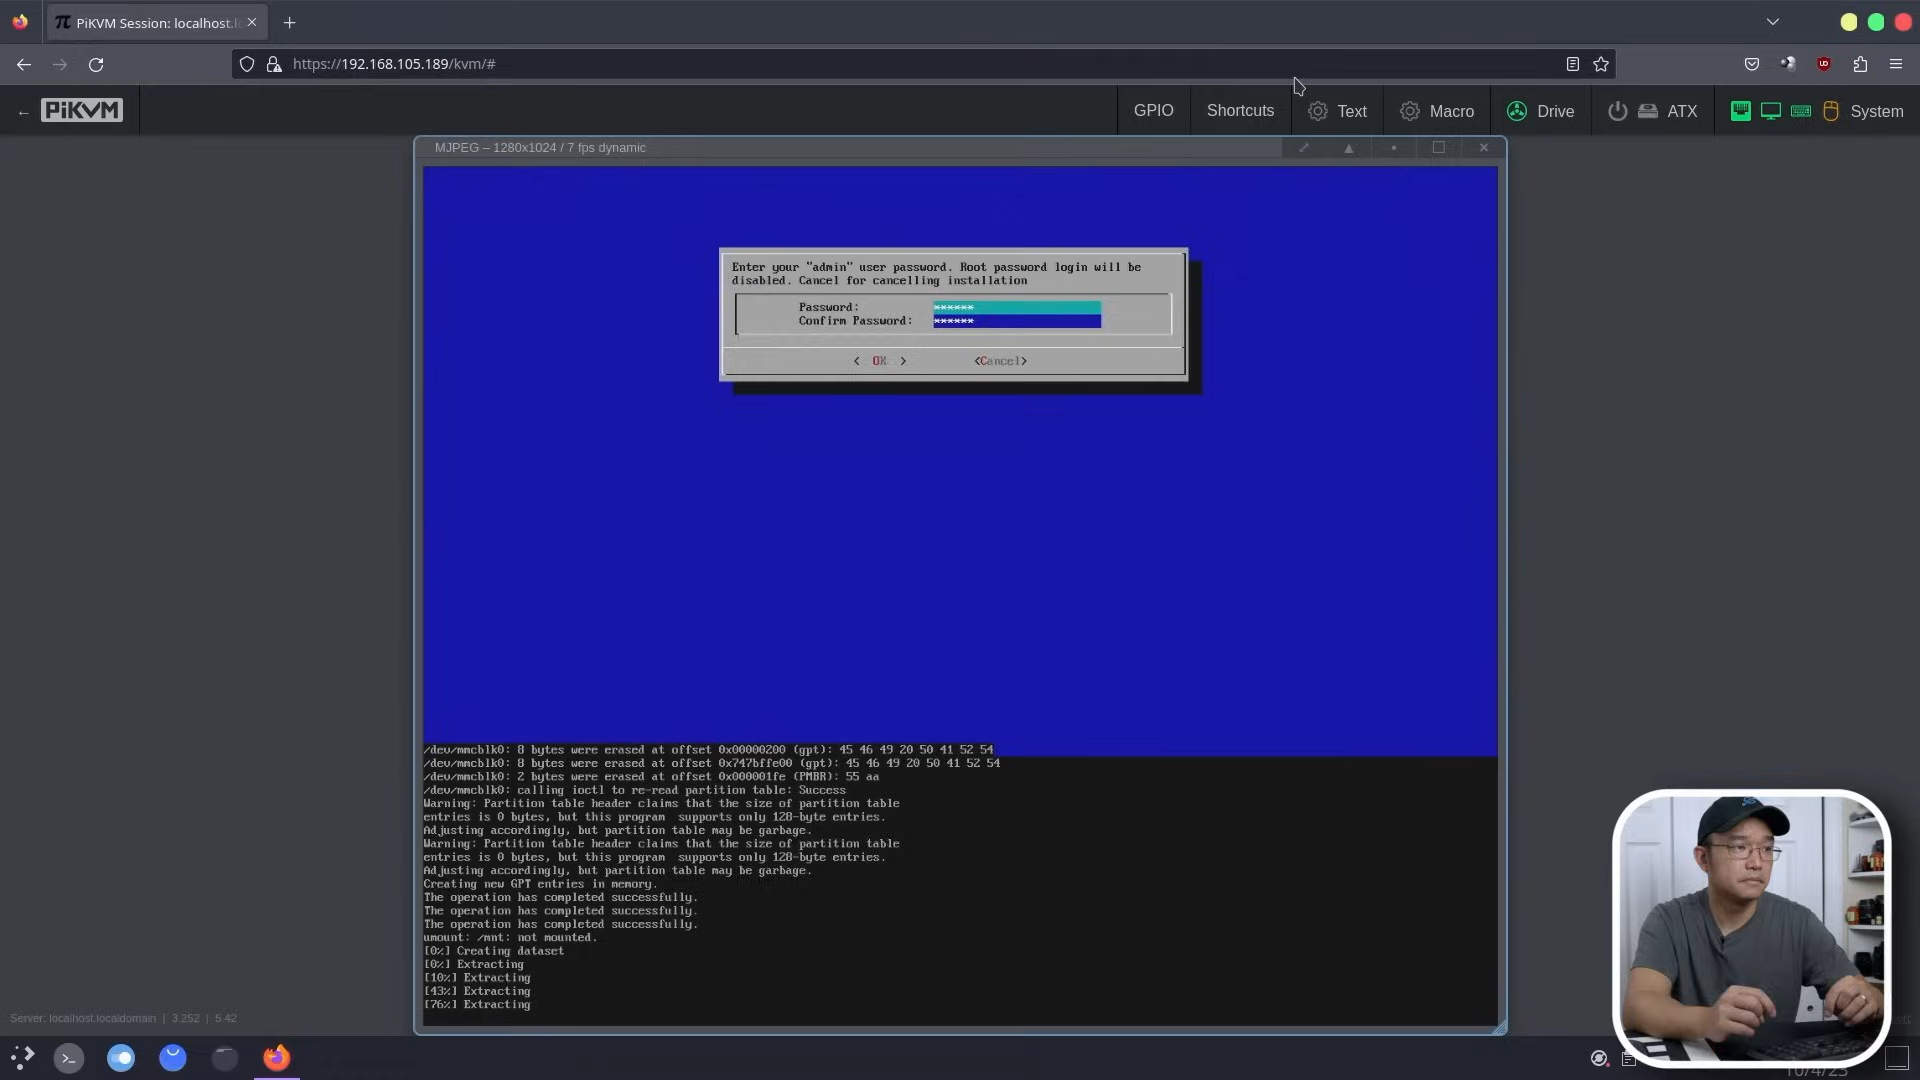 PiKVM Session: localhost.l
https://192.168.105.189/kvm/#
← PiKVM
GPIO
Shortcuts
Text
Macro
Drive
ATX
System
MJPEG – 1280x1024 / 7 fps dynamic
Enter your "admin" user password. Root password login will be
disabled. Cancel for cancelling installation
Password: ******
Confirm Password: ******
< OK > <Cancel>
/dev/mmcblk0: 8 bytes were erased at offset 0x00000200 (gpt): 45 46 49 20 50 41 52 54
/dev/mmcblk0: 8 bytes were erased at offset 0x747bffe00 (gpt): 45 46 49 20 50 41 52 54
/dev/mmcblk0: 2 bytes were erased at offset 0x000001fe (PMBR): 55 aa
/dev/mmcblk0: calling ioctl to re-read partition table: Success
Warning: Partition table header claims that the size of partition table
entries is 0 bytes, but this program  supports only 128-byte entries.
Adjusting accordingly, but partition table may be garbage.
Warning: Partition table header claims that the size of partition table
entries is 0 bytes, but this program  supports only 128-byte entries.
Adjusting accordingly, but partition table may be garbage.
Creating new GPT entries in memory.
The operation has completed successfully.
The operation has completed successfully.
The operation has completed successfully.
umount: /mnt: not mounted.
[0%] Creating dataset
[0%] Extracting
[10%] Extracting
[43%] Extracting
[76%] Extracting
Server: localhost.localdomain | 3.252 | 5.42
10/4/23